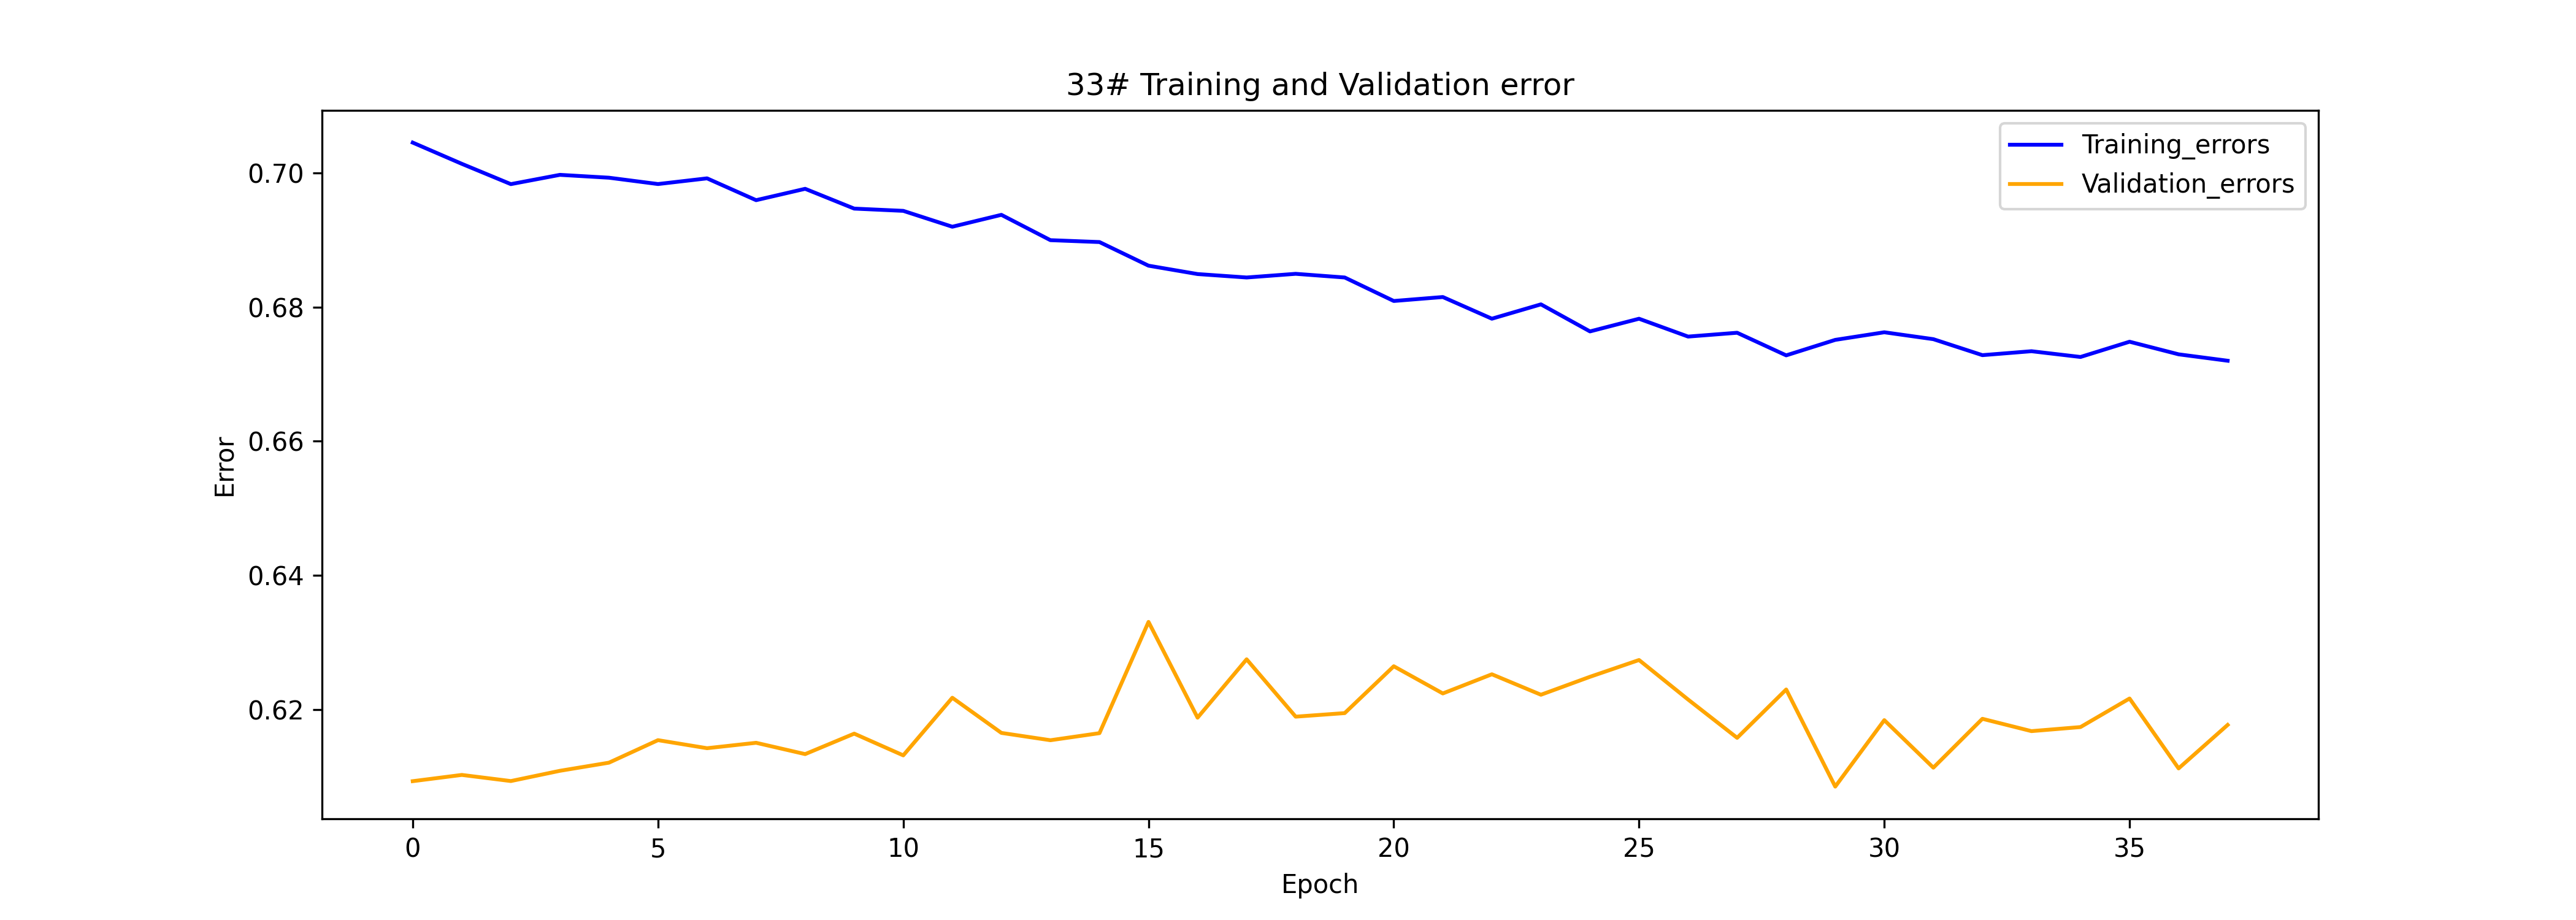 33# Training and Validation error
Training_errors
Validation_errors
0.70
0.68
0.66
0.64
0.62
Error
0 5 10 15 20 25 30 35
Epoch